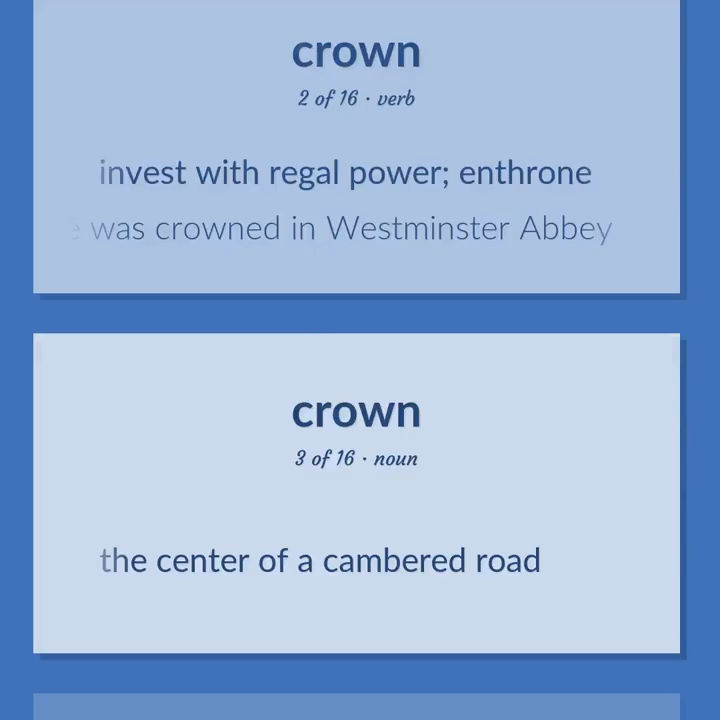 crown
2 of 16 · verb
invest with regal power; enthrone
was crowned in Westminster Abbey
crown
3 of 16 · noun
the center of a cambered road